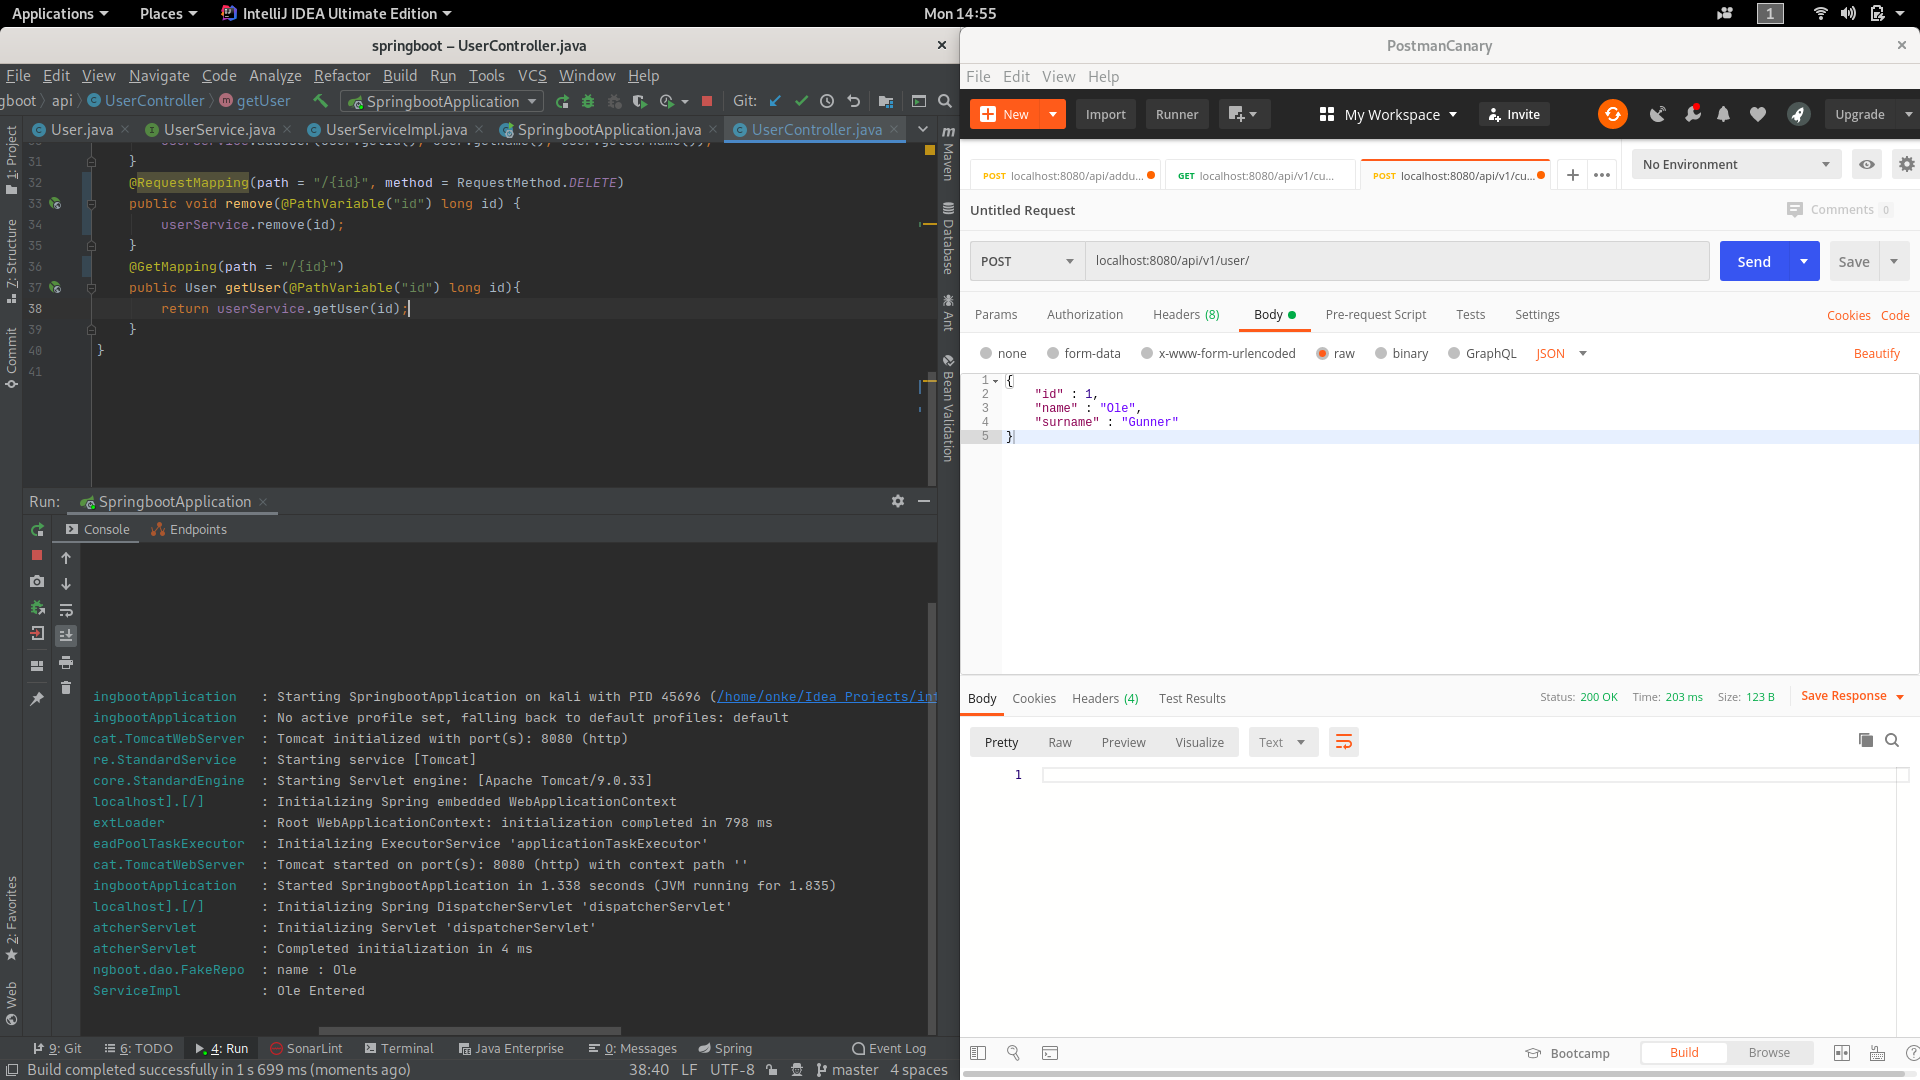 Applications Places IntelliJ IDEA Ultimate Edition Mon 14:55 1
springboot – UserController.java
File Edit View Navigate Code Analyze Refactor Build Run Tools VCS Window Help
gboot api UserController getUser SpringbootApplication Git:
User.java UserService.java UserServiceImpl.java SpringbootApplication.java UserController.java
1: Project
7: Structure
Commit
2: Favorites
Web
31 }
32 @RequestMapping(path = "/{id}", method = RequestMethod.DELETE)
33 public void remove(@PathVariable("id") long id) {
34 userService.remove(id);
35 }
36 @GetMapping(path = "/{id}")
37 public User getUser(@PathVariable("id") long id){
38 return userService.getUser(id);
39 }
40 }
41
Maven
Database
Ant
Bean Validation
Run: SpringbootApplication
Console Endpoints
ingbootApplication : Starting SpringbootApplication on kali with PID 45696 (/home/onke/Idea Projects/in
ingbootApplication : No active profile set, falling back to default profiles: default
cat.TomcatWebServer : Tomcat initialized with port(s): 8080 (http)
re.StandardService : Starting service [Tomcat]
core.StandardEngine : Starting Servlet engine: [Apache Tomcat/9.0.33]
localhost].[/] : Initializing Spring embedded WebApplicationContext
extLoader : Root WebApplicationContext: initialization completed in 798 ms
eadPoolTaskExecutor : Initializing ExecutorService 'applicationTaskExecutor'
cat.TomcatWebServer : Tomcat started on port(s): 8080 (http) with context path ''
ingbootApplication : Started SpringbootApplication in 1.338 seconds (JVM running for 1.835)
localhost].[/] : Initializing Spring DispatcherServlet 'dispatcherServlet'
atcherServlet : Initializing Servlet 'dispatcherServlet'
atcherServlet : Completed initialization in 4 ms
ngboot.dao.FakeRepo : name : Ole
ServiceImpl : Ole Entered
9: Git 6: TODO 4: Run SonarLint Terminal Java Enterprise 0: Messages Spring Event Log
Build completed successfully in 1 s 699 ms (moments ago) 38:40 LF UTF-8 master 4 spaces
PostmanCanary
File Edit View Help
New Import Runner My Workspace Invite Upgrade
POST localhost:8080/api/addu... GET localhost:8080/api/v1/cu... POST localhost:8080/api/v1/cu... No Environment
Untitled Request Comments 0
POST localhost:8080/api/v1/user/ Send Save
Params Authorization Headers (8) Body Pre-request Script Tests Settings Cookies Code
none form-data x-www-form-urlencoded raw binary GraphQL JSON Beautify
1 {
2 "id" : 1,
3 "name" : "Ole",
4 "surname" : "Gunner"
5 }
Body Cookies Headers (4) Test Results Status: 200 OK Time: 203 ms Size: 123 B Save Response
Pretty Raw Preview Visualize Text
1
Bootcamp Build Browse